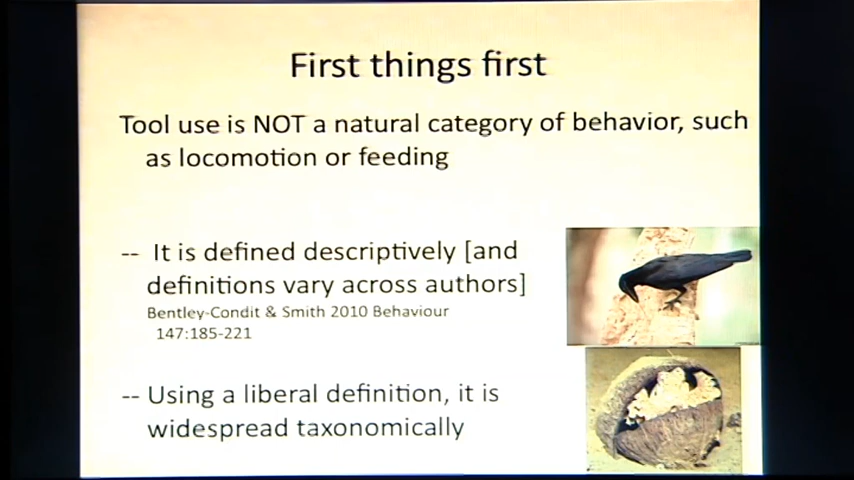 First things first
Tool use is NOT a natural category of behavior, such
as locomotion or feeding
-- It is defined descriptively [and
definitions vary across authors]
Bentley-Condit & Smith 2010 Behaviour
147:185-221
-- Using a liberal definition, it is
widespread taxonomically